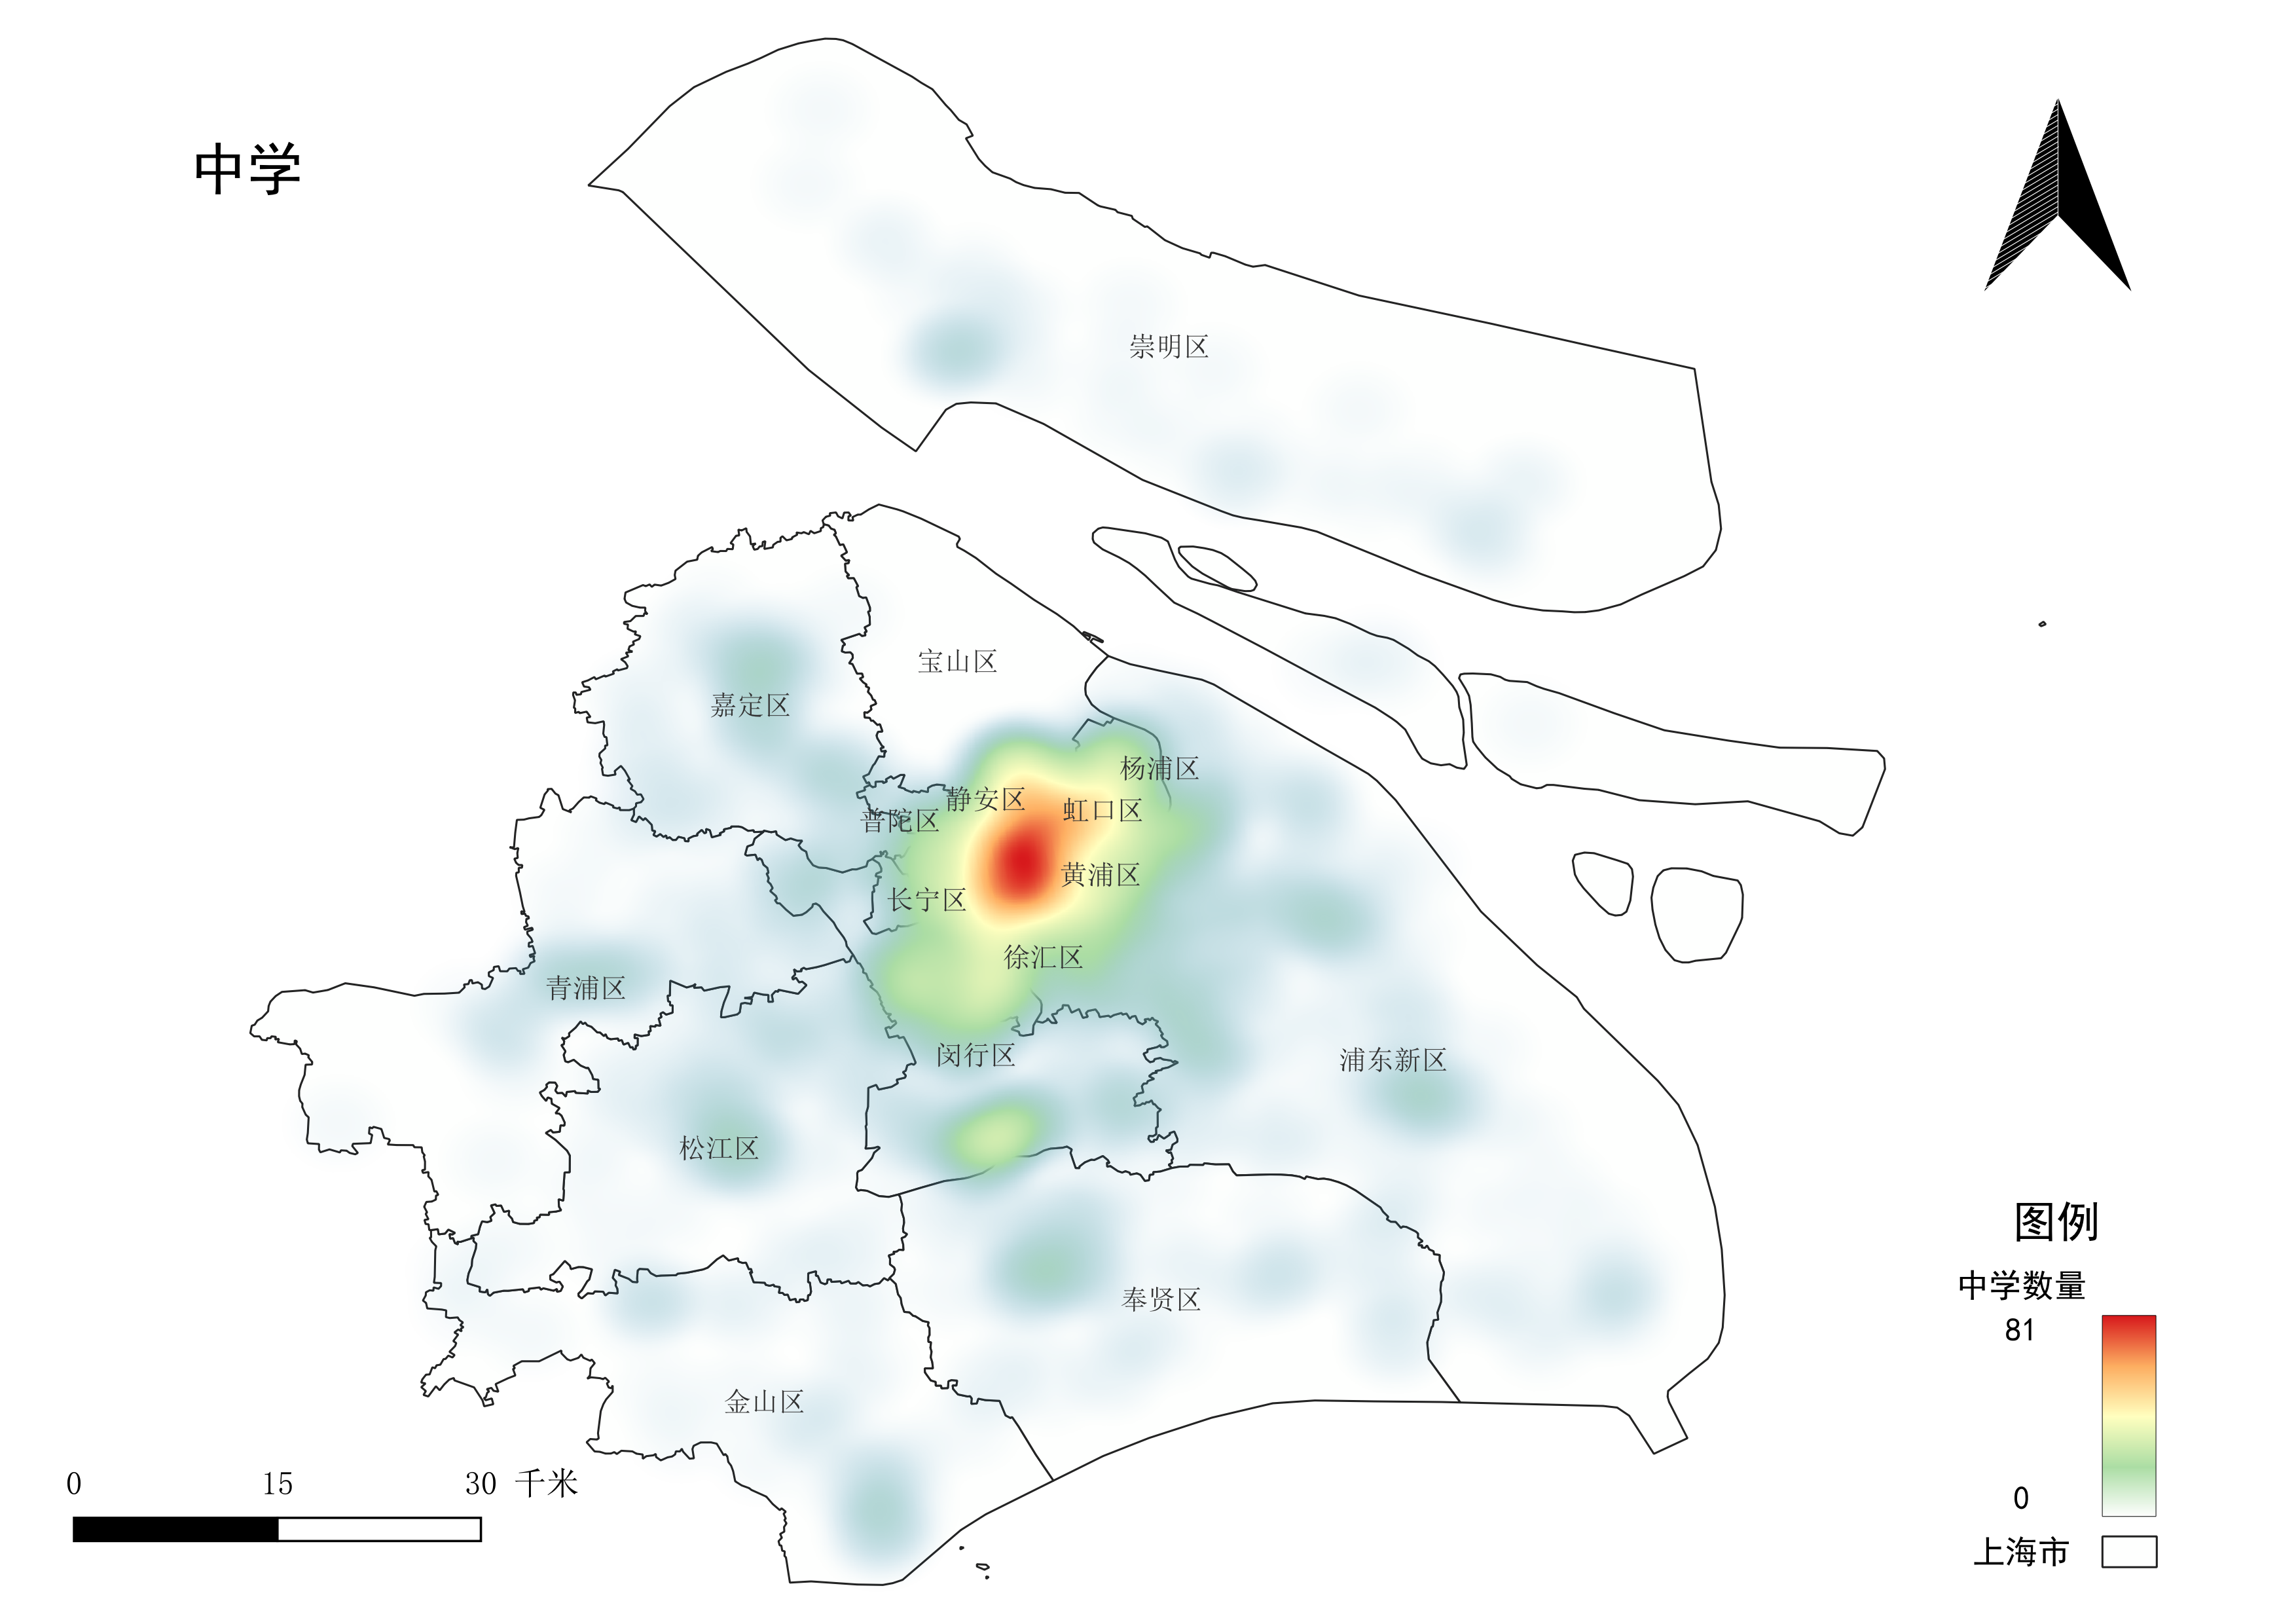 中学
崇明区
宝山区
嘉定区
杨浦区
静安区
虹口区
普陀区
黄浦区
长宁区
徐汇区
青浦区
闵行区
浦东新区
松江区
奉贤区
金山区
图例
中学数量
81
0
上海市
0 15 30 千米